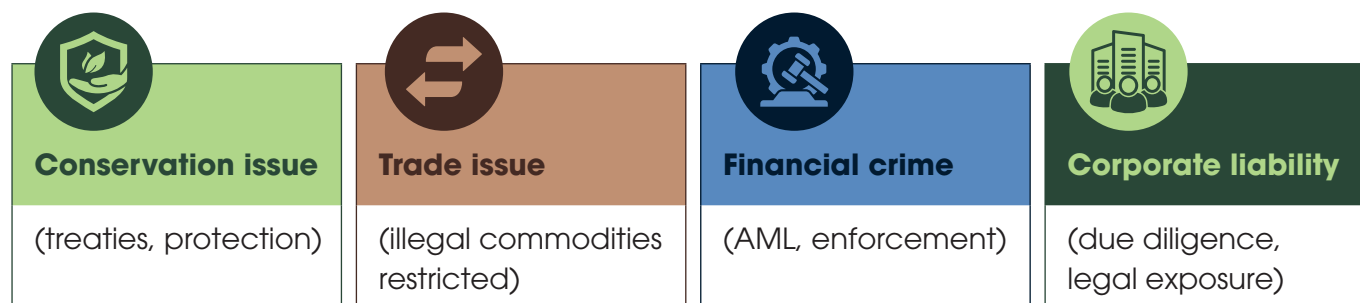 Conservation issue
(treaties, protection)
Trade issue
(illegal commodities
restricted)
Financial crime
(AML, enforcement)
Corporate liability
(due diligence,
legal exposure)